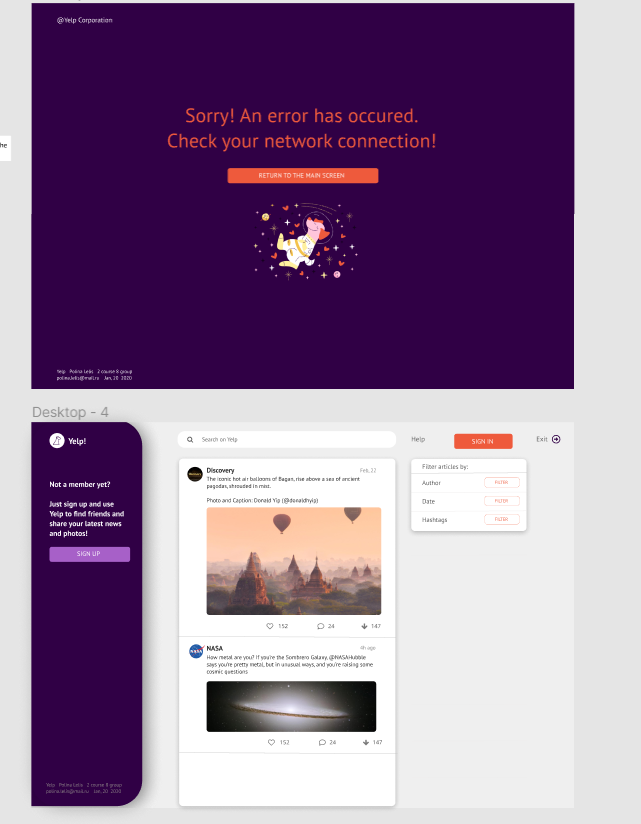 @Yelp Corporation
he
Sorry! An error has occured.
Check your network connection!
RETURN TO THE MAIN SCREEN
Yelp Polina Lelis 2 course 8 group
polina.lelis@mail.ru Jan, 20 2020
Desktop - 4
Yelp!
Search on Yelp
Help
SIGN IN
Exit
Not a member yet?
Just sign up and use
Yelp to find friends and
share your latest news
and photos!
SIGN UP
Discovery
Feb, 22
The iconic hot air balloons of Bagan, rise above a sea of ancient
pagodas, shrouded in mist.
Photo and Caption: Donald Yip (@donaldhyip)
152
24
147
NASA
NASA
4h ago
How metal are you? If you're the Sombrero Galaxy, @NASAHubble
says you're pretty metal, but in unusual ways, and you're raising some
cosmic questions
152
24
147
Filter articles by:
Author
FILTER
Date
FILTER
Hashtags
FILTER
Yelp Polina Lelis 2 course 8 group
polina.lelis@mail.ru Jan, 20 2020